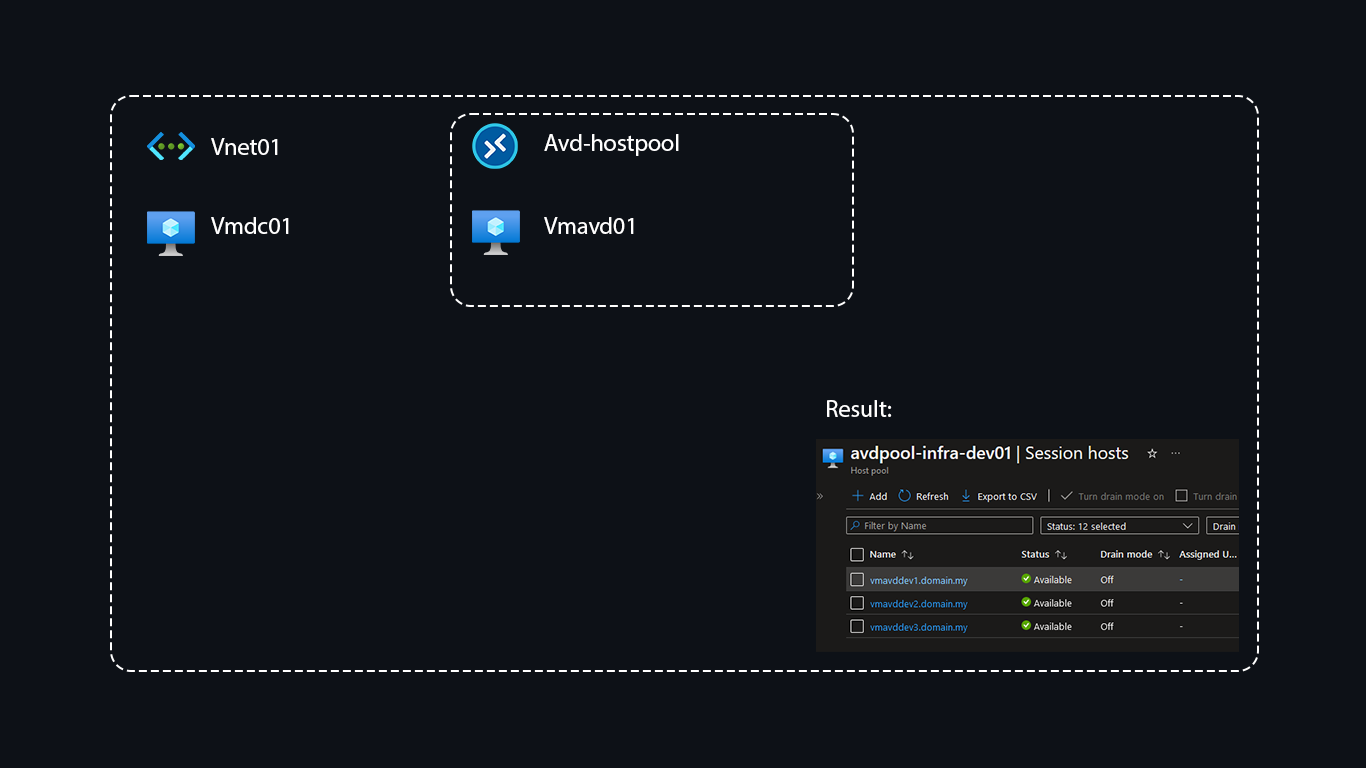 Vnet01
Avd-hostpool
Vmdc01
Vmavd01
Result:
avdpool-infra-dev01 | Session hosts
Host pool
Add Refresh Export to CSV Turn drain mode on Turn drain
Filter by Name Status: 12 selected Drain
Name Status Drain mode Assigned U...
vmavddev1.domain.my Available Off -
vmavddev2.domain.my Available Off -
vmavddev3.domain.my Available Off -